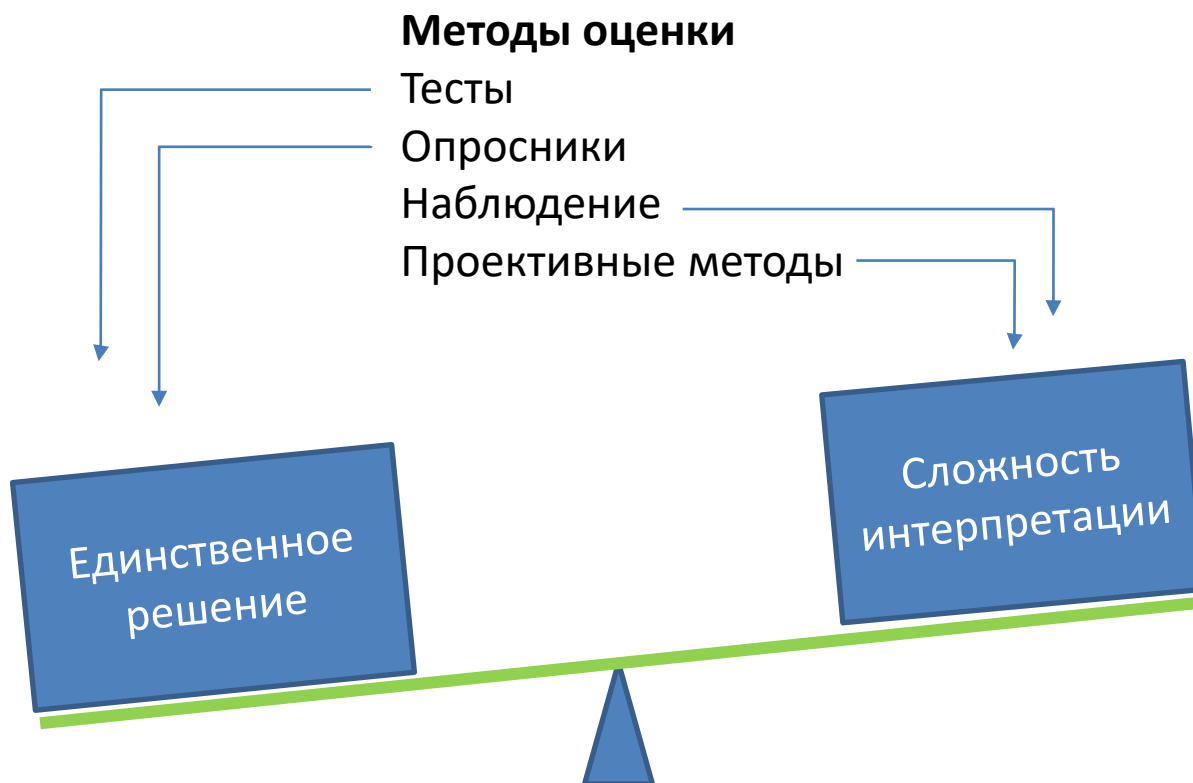 Методы оценки
Тесты
Опросники
Наблюдение
Проективные методы
Единственное
решение
Сложность
интерпретации